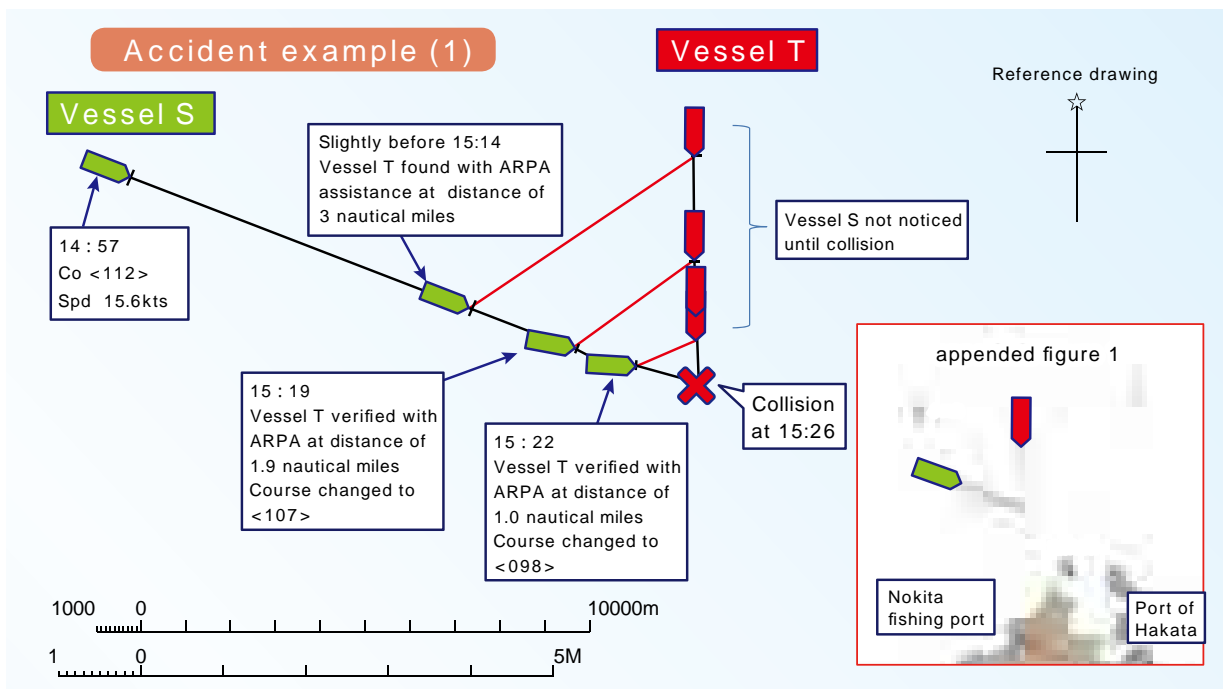 Accident example (1)
Vessel T
Reference drawing
Vessel S
Slightly before 15:14
Vessel T found with ARPA
assistance at distance of
3 nautical miles
Vessel S not noticed
until collision
14：57
Co <112>
Spd 15.6kts
15：19
Vessel T verified with
ARPA at distance of
1.9 nautical miles
Course changed to
<107>
15：22
Vessel T verified with
ARPA at distance of
1.0 nautical miles
Course changed to
<098>
Collision
at 15:26
appended figure 1
Nokita
fishing port
Port of
Hakata
1000 0 10000m
1 0 5M